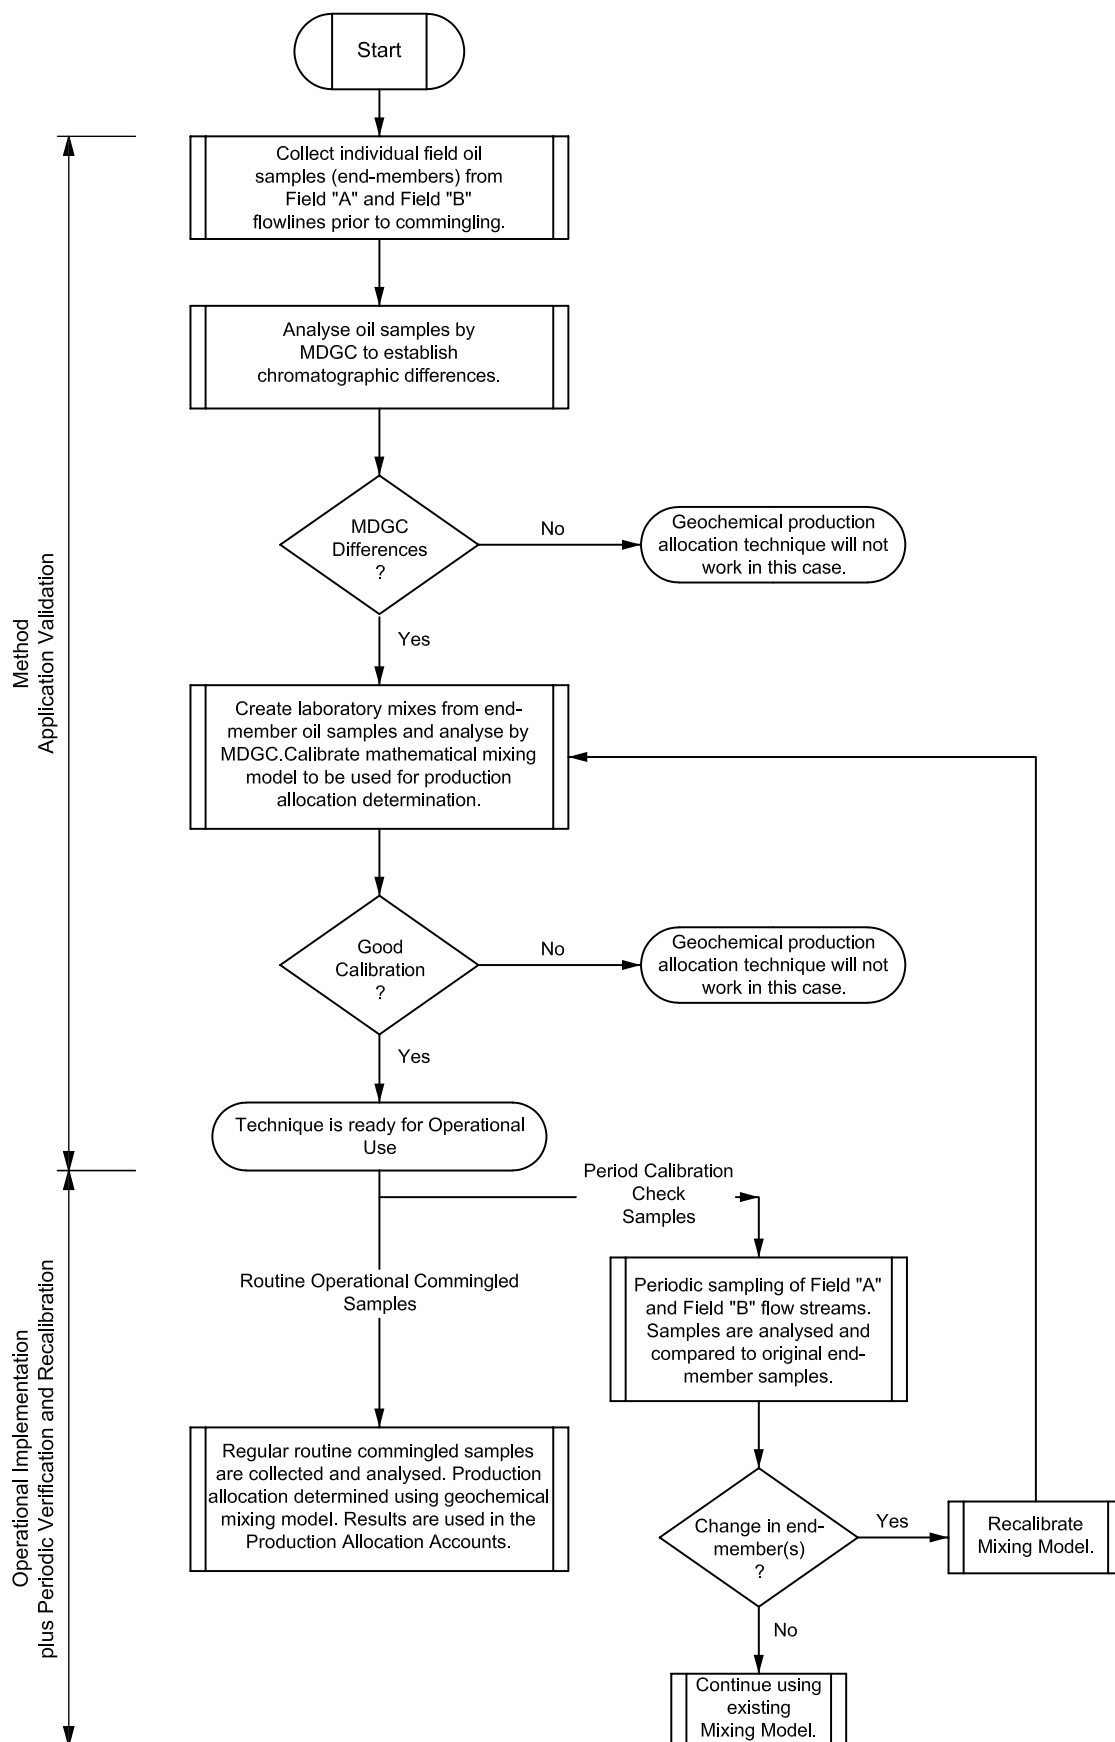 Start
Collect individual field oil
samples (end-members) from
Field "A" and Field "B"
flowlines prior to commingling.
Analyse oil samples by
MDGC to establish
chromatographic differences.
MDGC
Differences
?
No
Geochemical production
allocation technique will not
work in this case.
Yes
Method
Application Validation
Create laboratory mixes from end-
member oil samples and analyse by
MDGC.Calibrate mathematical mixing
model to be used for production
allocation determination.
Good
Calibration
?
No
Geochemical production
allocation technique will not
work in this case.
Yes
Technique is ready for Operational
Use
Period Calibration
Check
Samples
Routine Operational Commingled
Samples
Periodic sampling of Field "A"
and Field "B" flow streams.
Samples are analysed and
compared to original end-
member samples.
Operational Implementation
plus Periodic Verification and Recalibration
Regular routine commingled samples
are collected and analysed. Production
allocation determined using geochemical
mixing model. Results are used in the
Production Allocation Accounts.
Change in end-
member(s)
?
Yes
Recalibrate
Mixing Model.
No
Continue using
existing
Mixing Model.